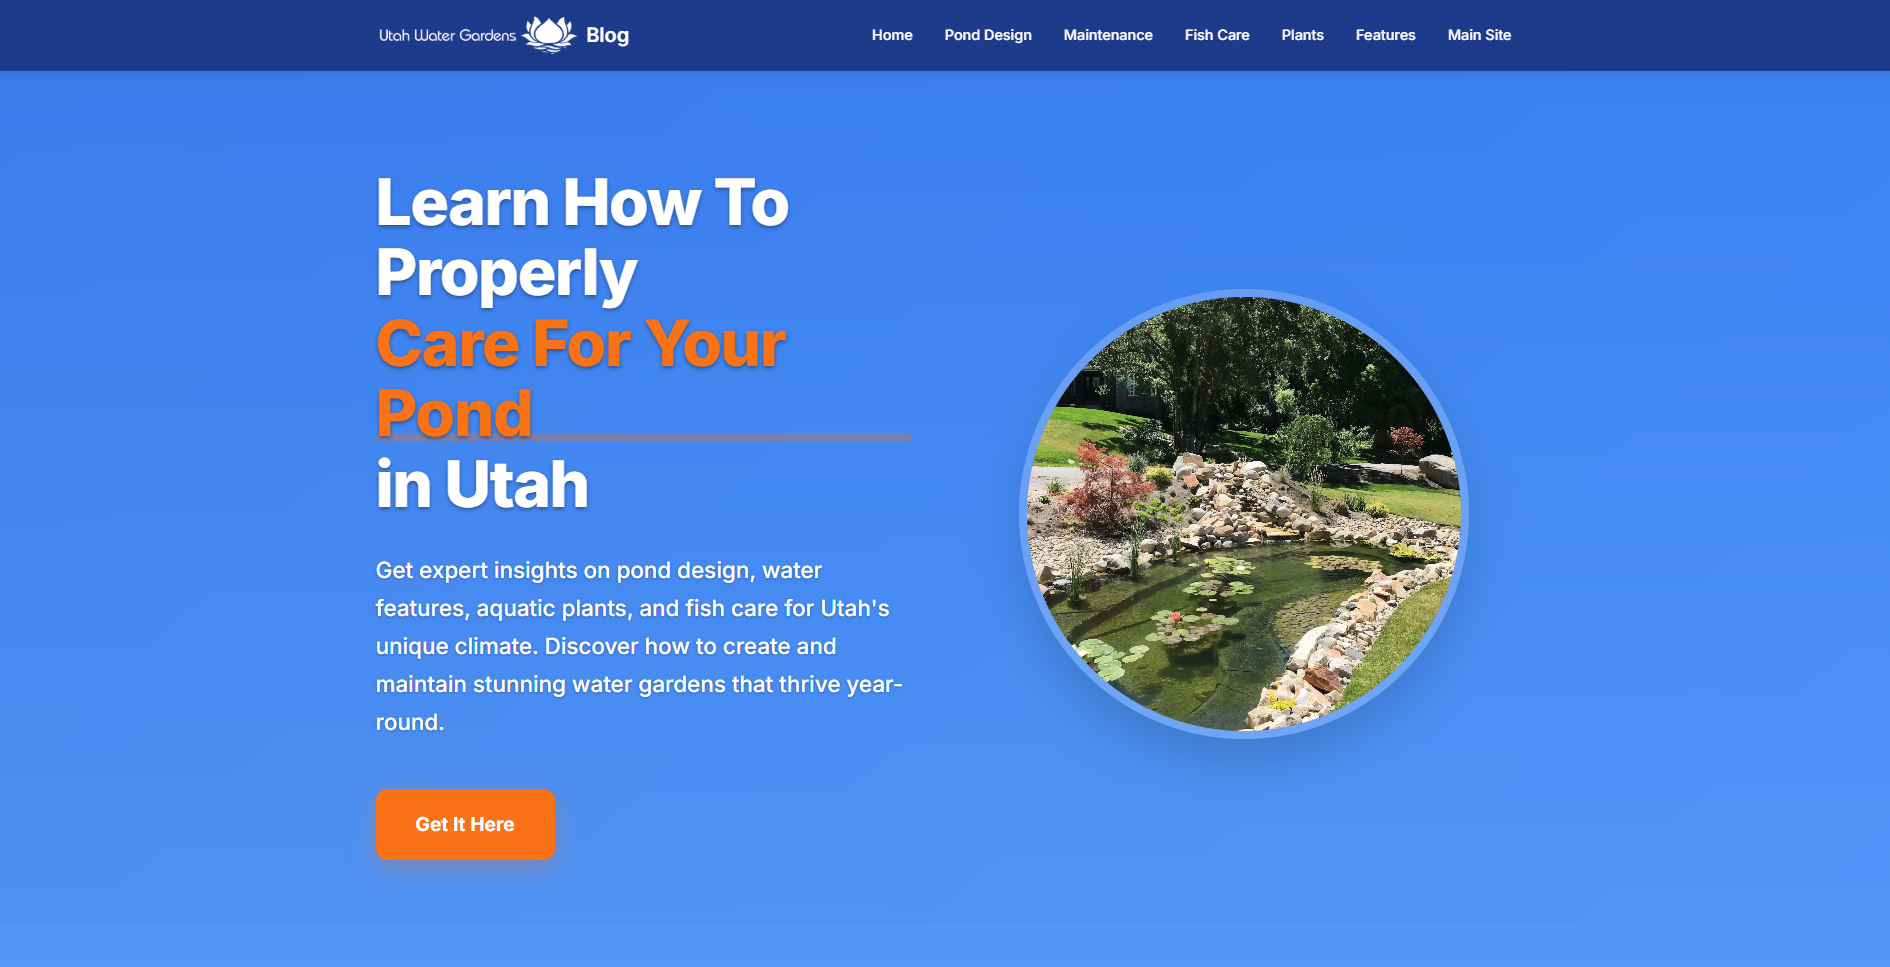 Utah Water Gardens Blog
Home Pond Design Maintenance Fish Care Plants Features Main Site
Learn How To
Properly
Care For Your
Pond
in Utah
Get expert insights on pond design, water
features, aquatic plants, and fish care for Utah's
unique climate. Discover how to create and
maintain stunning water gardens that thrive year-
round.
Get It Here